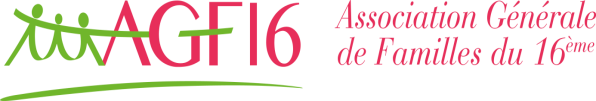 AGF16
Association Générale
de Familles du 16ème